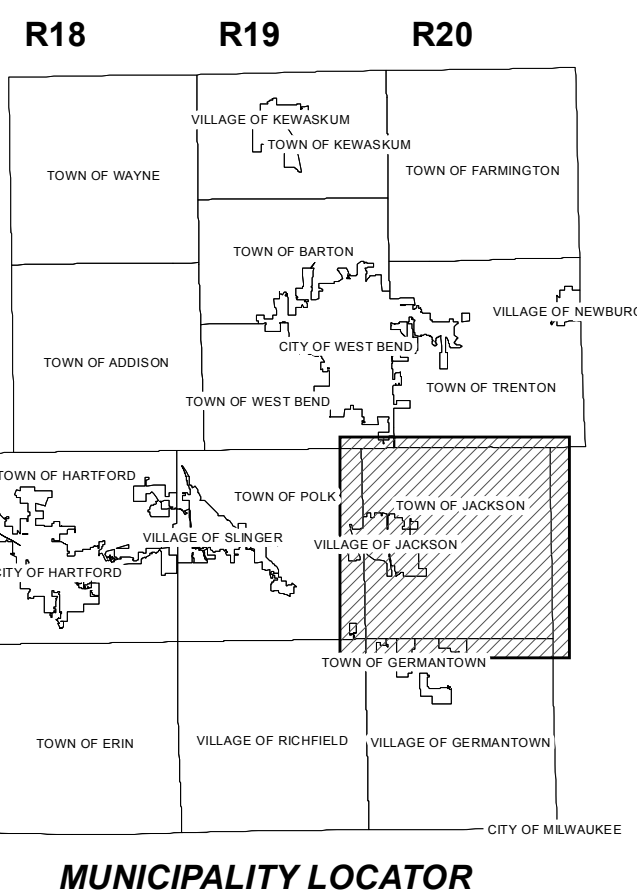 R18 R19 R20
VILLAGE OF KEWASKUM
TOWN OF KEWASKUM
TOWN OF WAYNE
TOWN OF FARMINGTON
TOWN OF BARTON
VILLAGE OF NEWBURG
CITY OF WEST BEND
TOWN OF ADDISON
TOWN OF TRENTON
TOWN OF WEST BEND
TOWN OF HARTFORD
TOWN OF POLK
TOWN OF JACKSON
VILLAGE OF SLINGER
VILLAGE OF JACKSON
CITY OF HARTFORD
TOWN OF GERMANTOWN
TOWN OF ERIN
VILLAGE OF RICHFIELD
VILLAGE OF GERMANTOWN
CITY OF MILWAUKEE
MUNICIPALITY LOCATOR